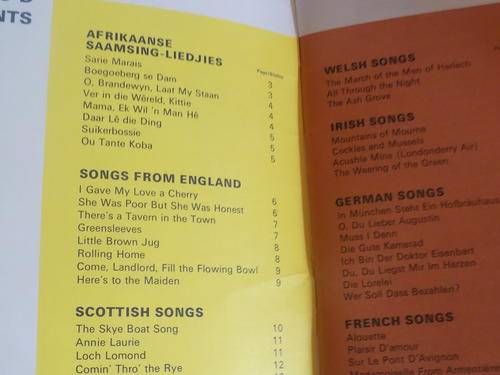 NTS
AFRIKAANSE
SAAMSING-LIEDJIES
Page/Bladsy
Sarie Marais 3
Boegoeberg se Dam 3
O, Brandewyn, Laat My Staan 4
Ver in die Wêreld, Kittie 4
Mama, Ek Wil 'n Man Hê 4
Daar Lê die Ding 5
Suikerbossie 5
Ou Tante Koba 5
SONGS FROM ENGLAND
I Gave My Love a Cherry 6
She Was Poor But She Was Honest 6
There's a Tavern in the Town 7
Greensleeves 7
Little Brown Jug 8
Rolling Home 8
Come, Landlord, Fill the Flowing Bowl 9
Here's to the Maiden 9
SCOTTISH SONGS
The Skye Boat Song 10
Annie Laurie 11
Loch Lomond 11
Comin' Thro' the Rye 12
WELSH SONGS
The March of the Men of Harlech
All Through the Night
The Ash Grove
IRISH SONGS
Mountains of Mourne
Cockles and Mussels
Acushla Mine (Londonderry Air)
The Wearing of the Green
GERMAN SONGS
In München Steht Ein Hofbräuhaus
O, Du Lieber Augustin
Muss I Denn
Die Gute Kamerad
Ich Bin Der Doktor Eisenbart
Du, Du Liegst Mir Im Herzen
Die Lorelei
Wer Soll Dass Bezahlen?
FRENCH SONGS
Alouette
Plaisir D'amour
Sur Le Pont D'Avignon
Mademoiselle From Armentières